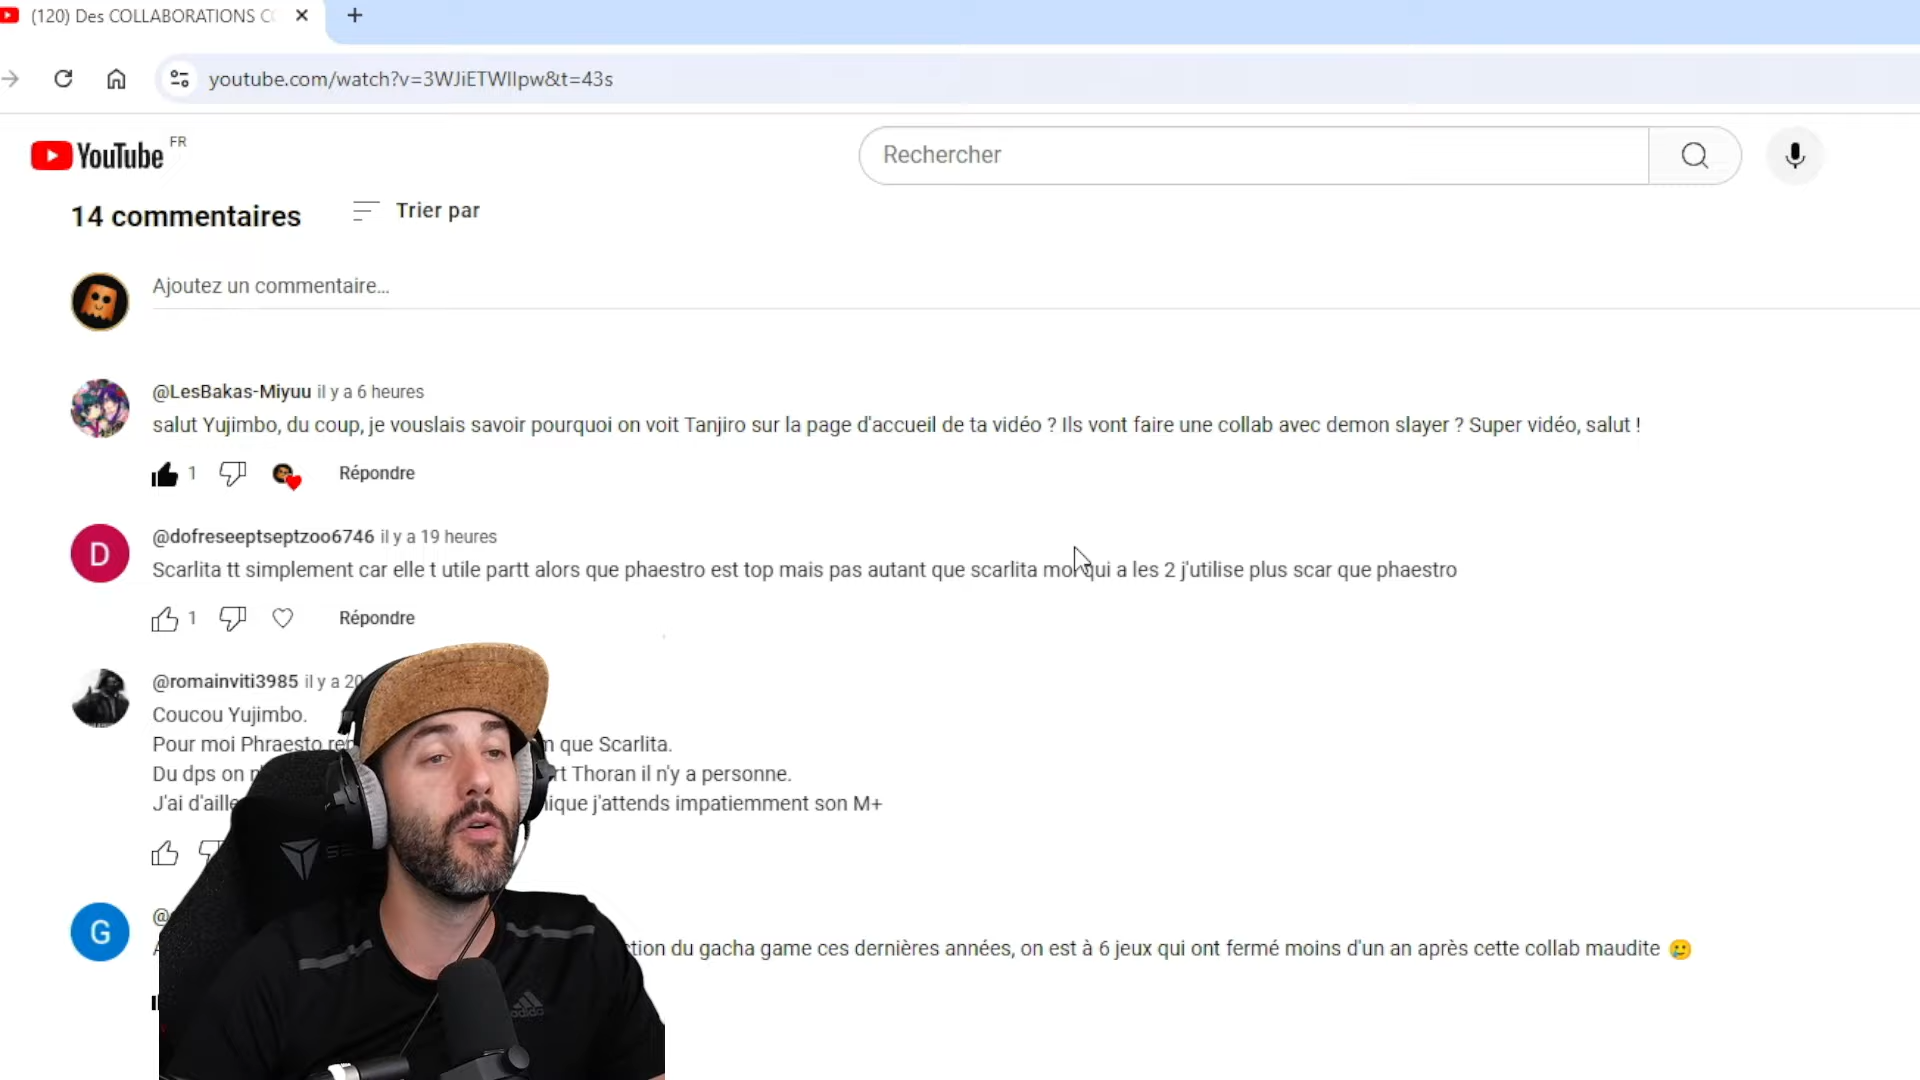 (120) Des COLLABORATIONS
youtube.com/watch?v=3WJiETWIlpw&t=43s
YouTube FR
Rechercher
14 commentaires
Trier par
Ajoutez un commentaire...
@LesBakas-Miyuu il y a 6 heures
salut Yujimbo, du coup, je vouslais savoir pourquoi on voit Tanjiro sur la page d'accueil de ta vidéo ? Ils vont faire une collab avec demon slayer ? Super vidéo, salut !
1 Répondre
D
@dofreseeptseptzoo6746 il y a 19 heures
Scarlita tt simplement car elle t utile partt alors que phaestro est top mais pas autant que scarlita moi qui a les 2 j'utilise plus scar que phaestro
1 Répondre
@romainviti3985 il y a 20
Coucou Yujimbo.
Pour moi Phraesto que Scarlita.
Du dps on Thoran il n'y a personne.
J'ai j'attends impatiemment son M+
G
@
du gacha game ces dernières années, on est à 6 jeux qui ont fermé moins d'un an après cette collab maudite 🥲
adidas